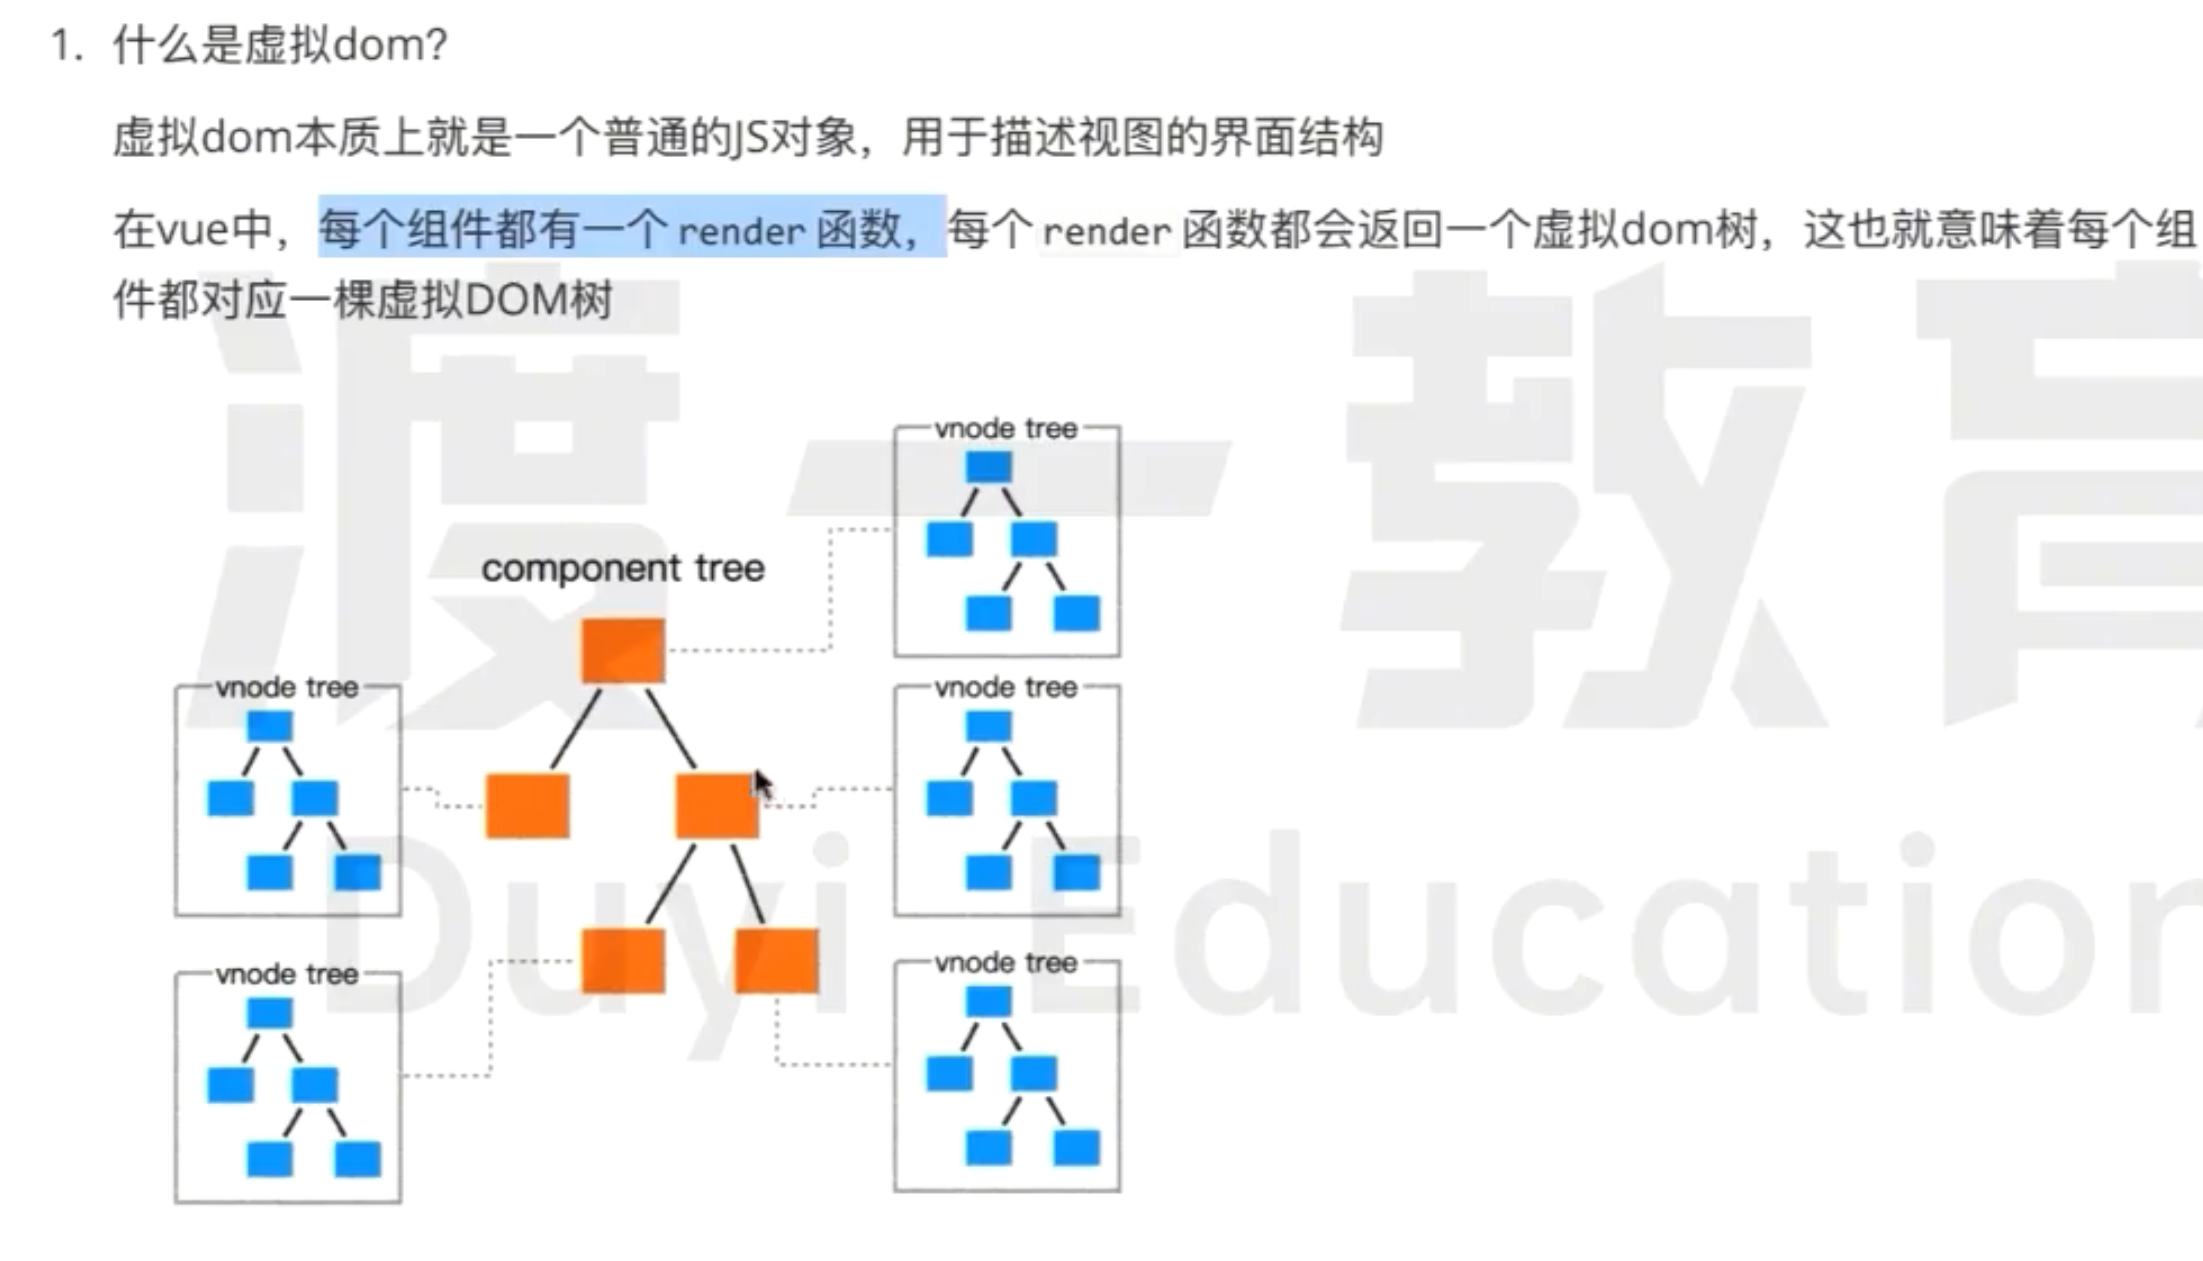 1. 什么是虚拟dom?
虚拟dom本质上就是一个普通的JS对象，用于描述视图的界面结构
在vue中，每个组件都有一个 render 函数，每个 render 函数都会返回一个虚拟dom树，这也就意味着每个组
件都对应一棵虚拟DOM树
渡一教育
vnode tree
component tree
vnode tree
vnode tree
Duyi Education
vnode tree
vnode tree